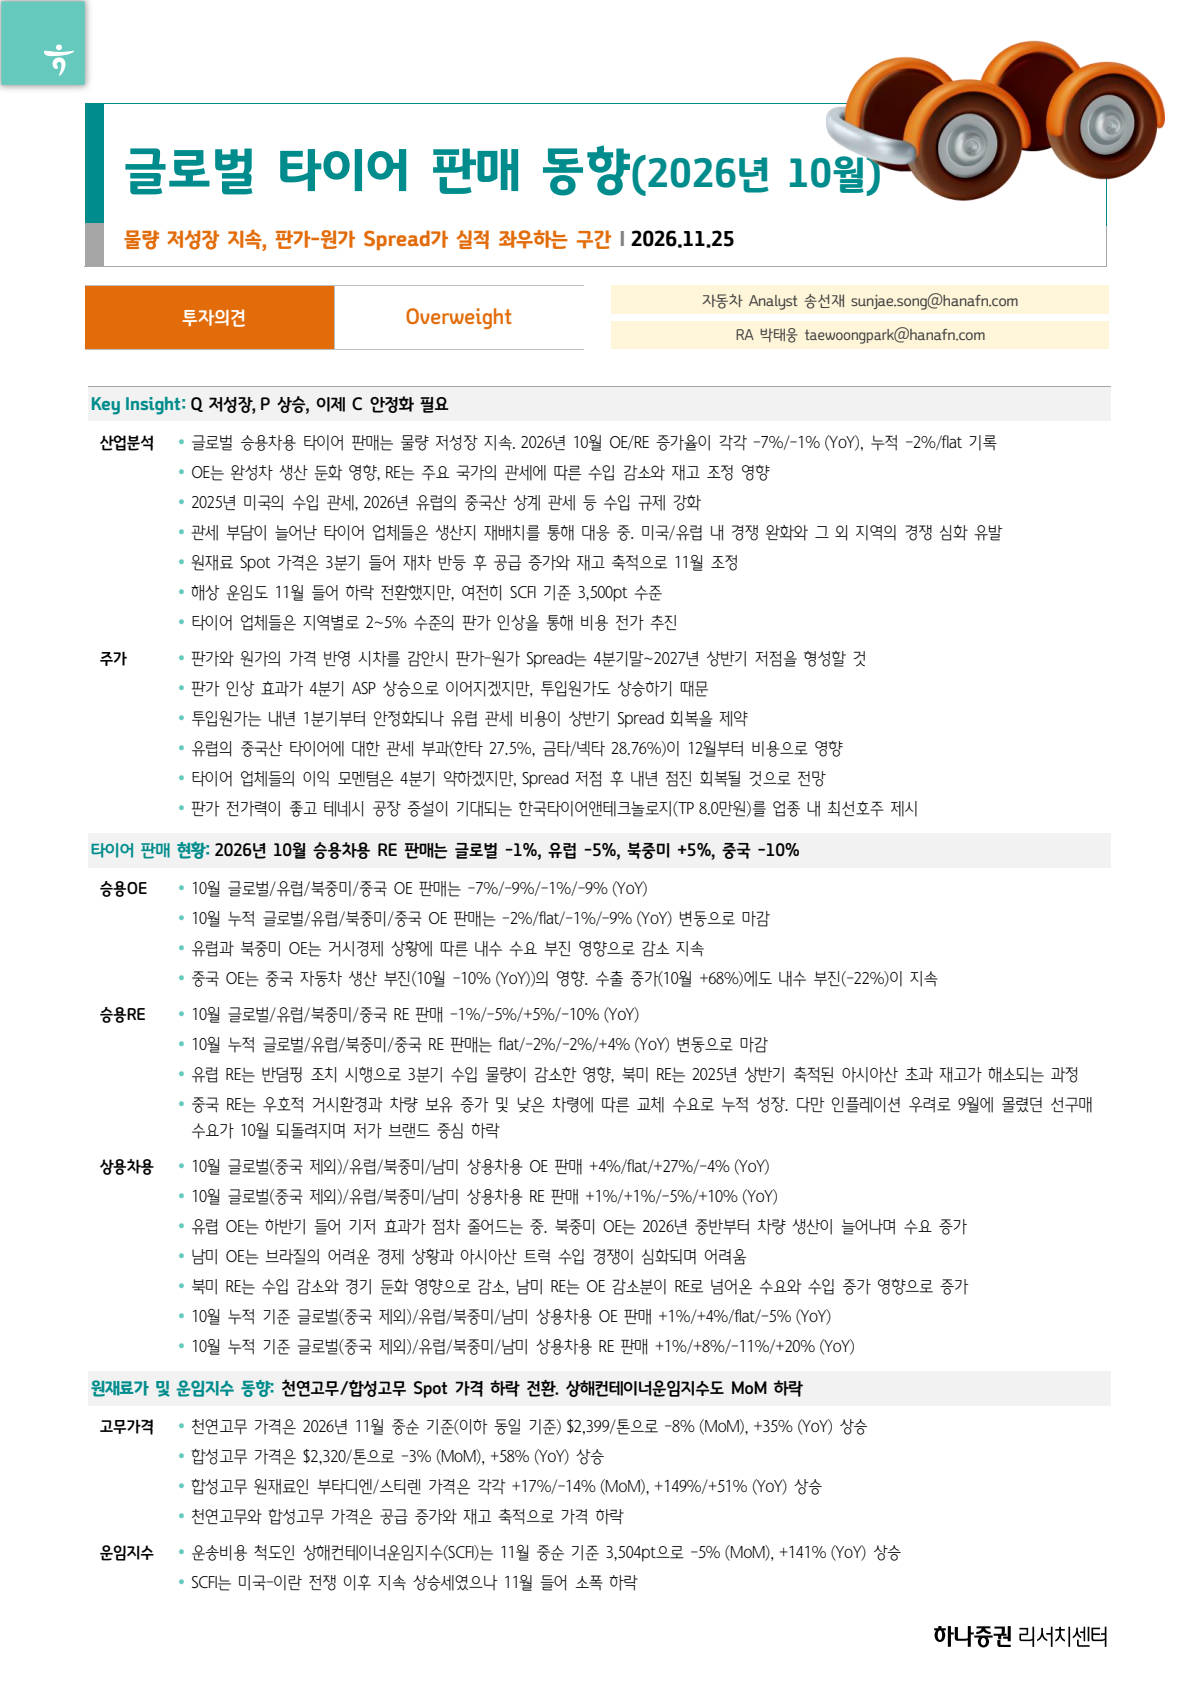 글로벌 타이어 판매 동향(2026년 10월)
물량 저성장 지속, 판가-원가 Spread가 실적 좌우하는 구간 l 2026.11.25
투자의견
Overweight
자동차 Analyst 송선재 sunjae.song@hanafn.com
RA 박태웅 taewoongpark@hanafn.com
Key Insight: Q 저성장, P 상승, 이제 C 안정화 필요
산업분석 • 글로벌 승용차용 타이어 판매는 물량 저성장 지속. 2026년 10월 OE/RE 증가율이 각각 -7%/-1% (YoY), 누적 -2%/flat 기록
• OE는 완성차 생산 둔화 영향, RE는 주요 국가의 관세에 따른 수입 감소와 재고 조정 영향
• 2025년 미국의 수입 관세, 2026년 유럽의 중국산 상계 관세 등 수입 규제 강화
• 관세 부담이 늘어난 타이어 업체들은 생산지 재배치를 통해 대응 중. 미국/유럽 내 경쟁 완화와 그 외 지역의 경쟁 심화 유발
• 원재료 Spot 가격은 3분기 들어 재차 반등 후 공급 증가와 재고 축적으로 11월 조정
• 해상 운임도 11월 들어 하락 전환했지만, 여전히 SCFI 기준 3,500pt 수준
• 타이어 업체들은 지역별로 2~5% 수준의 판가 인상을 통해 비용 전가 추진
주가 • 판가와 원가의 가격 반영 시차를 감안시 판가-원가 Spread는 4분기말~2027년 상반기 저점을 형성할 것
• 판가 인상 효과가 4분기 ASP 상승으로 이어지겠지만, 투입원가도 상승하기 때문
• 투입원가는 내년 1분기부터 안정화되나 유럽 관세 비용이 상반기 Spread 회복을 제약
• 유럽의 중국산 타이어에 대한 관세 부과(한타 27.5%, 금타/넥타 28.76%)이 12월부터 비용으로 영향
• 타이어 업체들의 이익 모멘텀은 4분기 약하겠지만, Spread 저점 후 내년 점진 회복될 것으로 전망
• 판가 전가력이 좋고 테네시 공장 증설이 기대되는 한국타이어앤테크놀로지(TP 8.0만원)를 업종 내 최선호주 제시
타이어 판매 현황: 2026년 10월 승용차용 RE 판매는 글로벌 -1%, 유럽 -5%, 북중미 +5%, 중국 -10%
승용OE • 10월 글로벌/유럽/북중미/중국 OE 판매는 -7%/-9%/-1%/-9% (YoY)
• 10월 누적 글로벌/유럽/북중미/중국 OE 판매는 -2%/flat/-1%/-9% (YoY) 변동으로 마감
• 유럽과 북중미 OE는 거시경제 상황에 따른 내수 수요 부진 영향으로 감소 지속
• 중국 OE는 중국 자동차 생산 부진(10월 -10% (YoY))의 영향. 수출 증가(10월 +68%)에도 내수 부진(-22%)이 지속
승용RE • 10월 글로벌/유럽/북중미/중국 RE 판매 -1%/-5%/+5%/-10% (YoY)
• 10월 누적 글로벌/유럽/북중미/중국 RE 판매는 flat/-2%/-2%/+4% (YoY) 변동으로 마감
• 유럽 RE는 반덤핑 조치 시행으로 3분기 수입 물량이 감소한 영향, 북미 RE는 2025년 상반기 축적된 아시아산 초과 재고가 해소되는 과정
• 중국 RE는 우호적 거시환경과 차량 보유 증가 및 낮은 차령에 따른 교체 수요로 누적 성장. 다만 인플레이션 우려로 9월에 몰렸던 선구매
수요가 10월 되돌려지며 저가 브랜드 중심 하락
상용차용 • 10월 글로벌(중국 제외)/유럽/북중미/남미 상용차용 OE 판매 +4%/flat/+27%/-4% (YoY)
• 10월 글로벌(중국 제외)/유럽/북중미/남미 상용차용 RE 판매 +1%/+1%/-5%/+10% (YoY)
• 유럽 OE는 하반기 들어 기저 효과가 점차 줄어드는 중. 북중미 OE는 2026년 중반부터 차량 생산이 늘어나며 수요 증가
• 남미 OE는 브라질의 어려운 경제 상황과 아시아산 트럭 수입 경쟁이 심화되며 어려움
• 북미 RE는 수입 감소와 경기 둔화 영향으로 감소, 남미 RE는 OE 감소분이 RE로 넘어온 수요와 수입 증가 영향으로 증가
• 10월 누적 기준 글로벌(중국 제외)/유럽/북중미/남미 상용차용 OE 판매 +1%/+4%/flat/-5% (YoY)
• 10월 누적 기준 글로벌(중국 제외)/유럽/북중미/남미 상용차용 RE 판매 +1%/+8%/-11%/+20% (YoY)
원재료가 및 운임지수 동향: 천연고무/합성고무 Spot 가격 하락 전환. 상해컨테이너운임지수도 MoM 하락
고무가격 • 천연고무 가격은 2026년 11월 중순 기준(이하 동일 기준) $2,399/톤으로 -8% (MoM), +35% (YoY) 상승
• 합성고무 가격은 $2,320/톤으로 -3% (MoM), +58% (YoY) 상승
• 합성고무 원재료인 부타디엔/스티렌 가격은 각각 +17%/-14% (MoM), +149%/+51% (YoY) 상승
• 천연고무와 합성고무 가격은 공급 증가와 재고 축적으로 가격 하락
운임지수 • 운송비용 척도인 상해컨테이너운임지수(SCFI)는 11월 중순 기준 3,504pt으로 -5% (MoM), +141% (YoY) 상승
• SCFI는 미국-이란 전쟁 이후 지속 상승세였으나 11월 들어 소폭 하락
하나증권 리서치센터